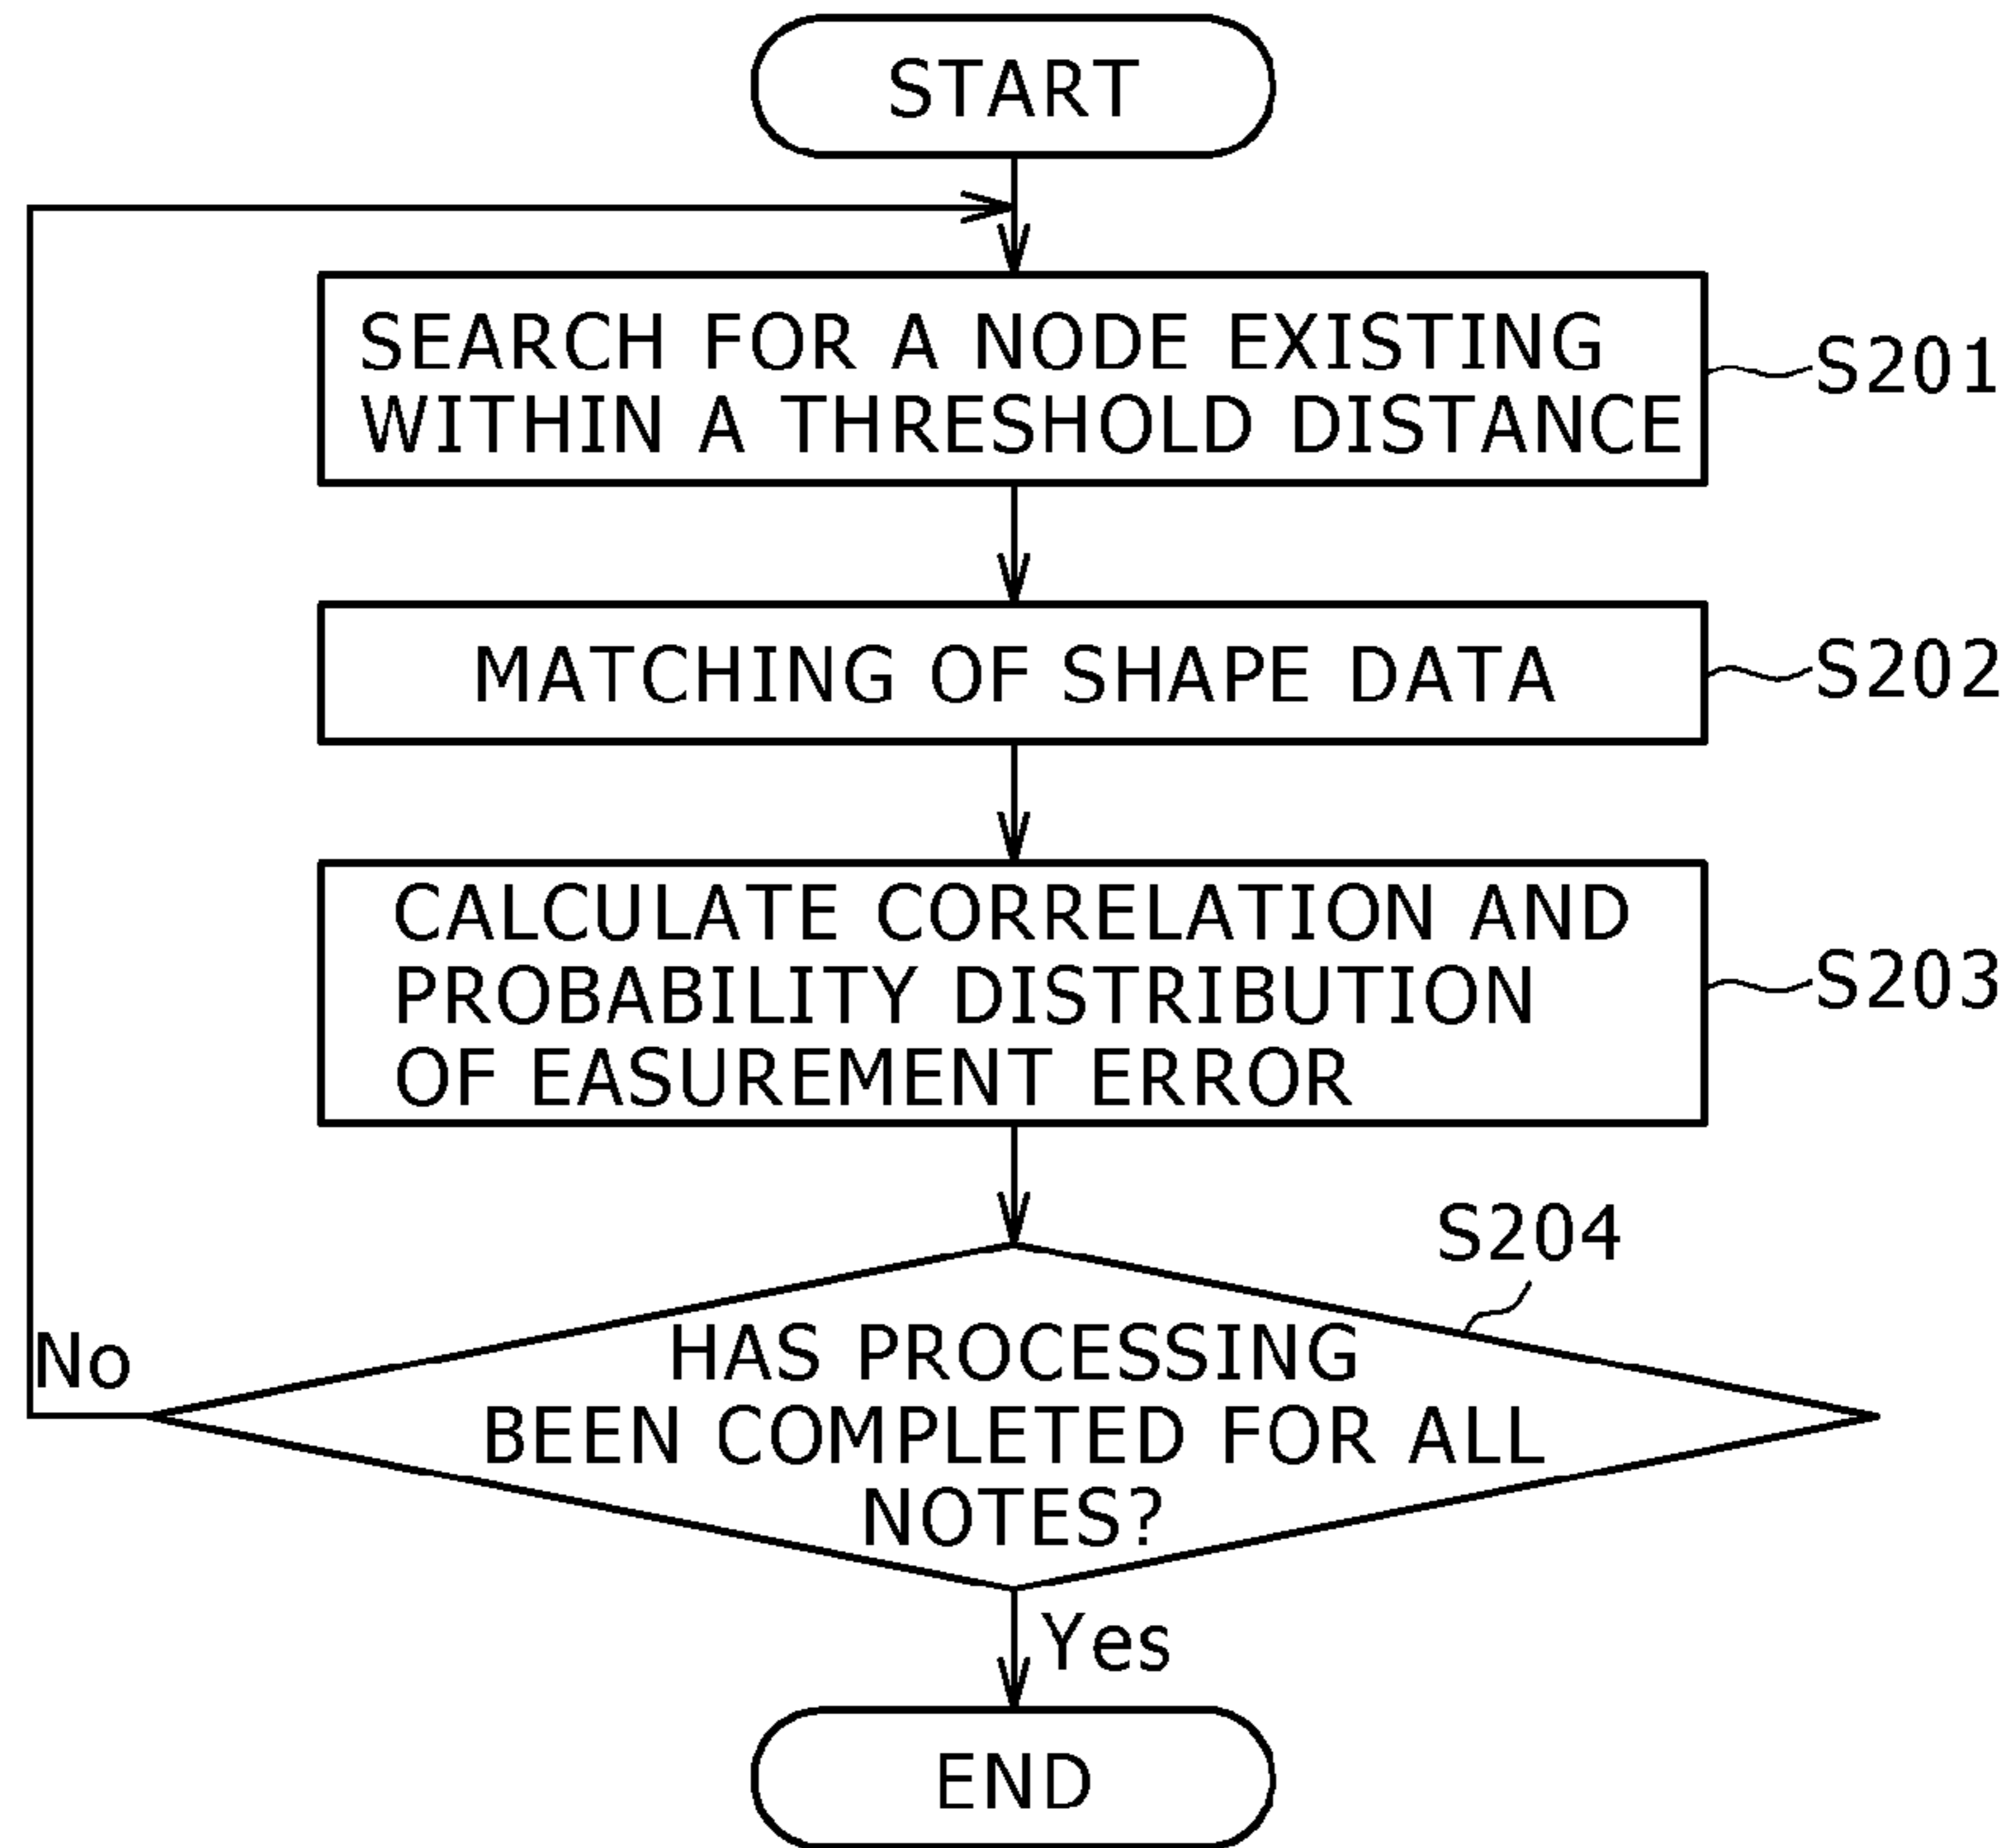 START
SEARCH FOR A NODE EXISTING
WITHIN A THRESHOLD DISTANCE
S201
MATCHING OF SHAPE DATA
S202
CALCULATE CORRELATION AND
PROBABILITY DISTRIBUTION
OF EASUREMENT ERROR
S203
S204
HAS PROCESSING
BEEN COMPLETED FOR ALL
NOTES?
No
Yes
END